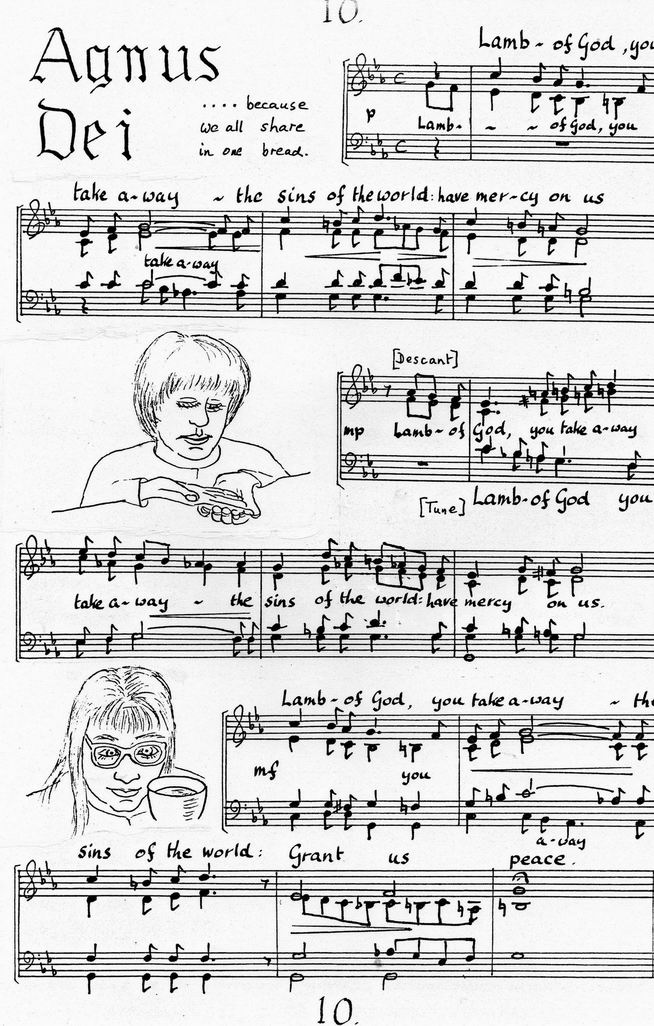 10.
Agnus
Dei
.... because
we all share
in one bread.
Lamb ~ of God, you
p Lamb- ~ ~ of God, you
take a-way ~ the sins of the world: have mer-cy on us
take a-way
[Descant]
mp Lamb- of God, you take a-way
[Tune] Lamb-of God you
take a-way ~ the sins of the world: have mercy on us.
Lamb- of God, you take a-way ~ the
mf you
a-way
sins of the world: Grant us peace.
10.